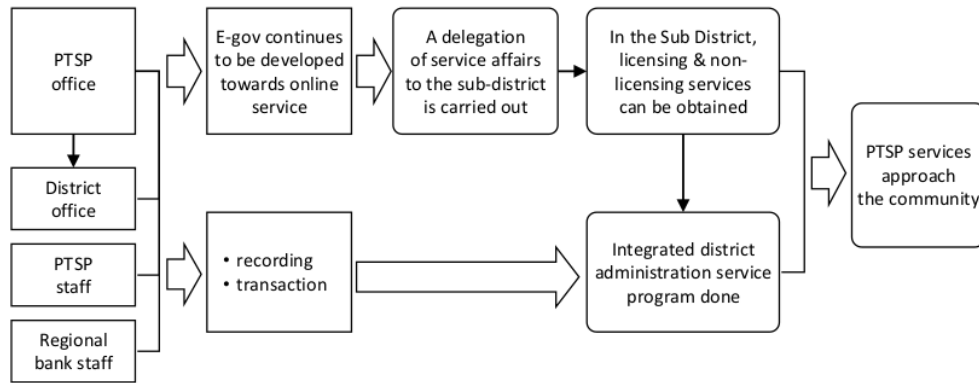 PTSP
office
E-gov continues
to be developed
towards online
service
A delegation
of service affairs
to the sub-district
is carried out
In the Sub District,
licensing & non-
licensing services
can be obtained
PTSP services
approach
the community
District
office
PTSP
staff
Regional
bank staff
• recording
• transaction
Integrated district
administration service
program done